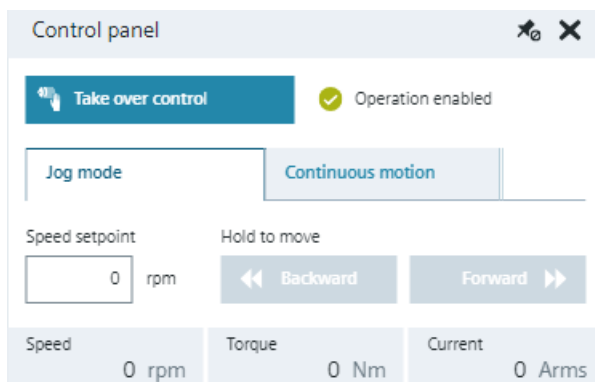 Control panel
Take over control
Operation enabled
Jog mode
Continuous motion
Speed setpoint
Hold to move
0 rpm
Backward
Forward
Speed
Torque
Current
0 rpm
0 Nm
0 Arms